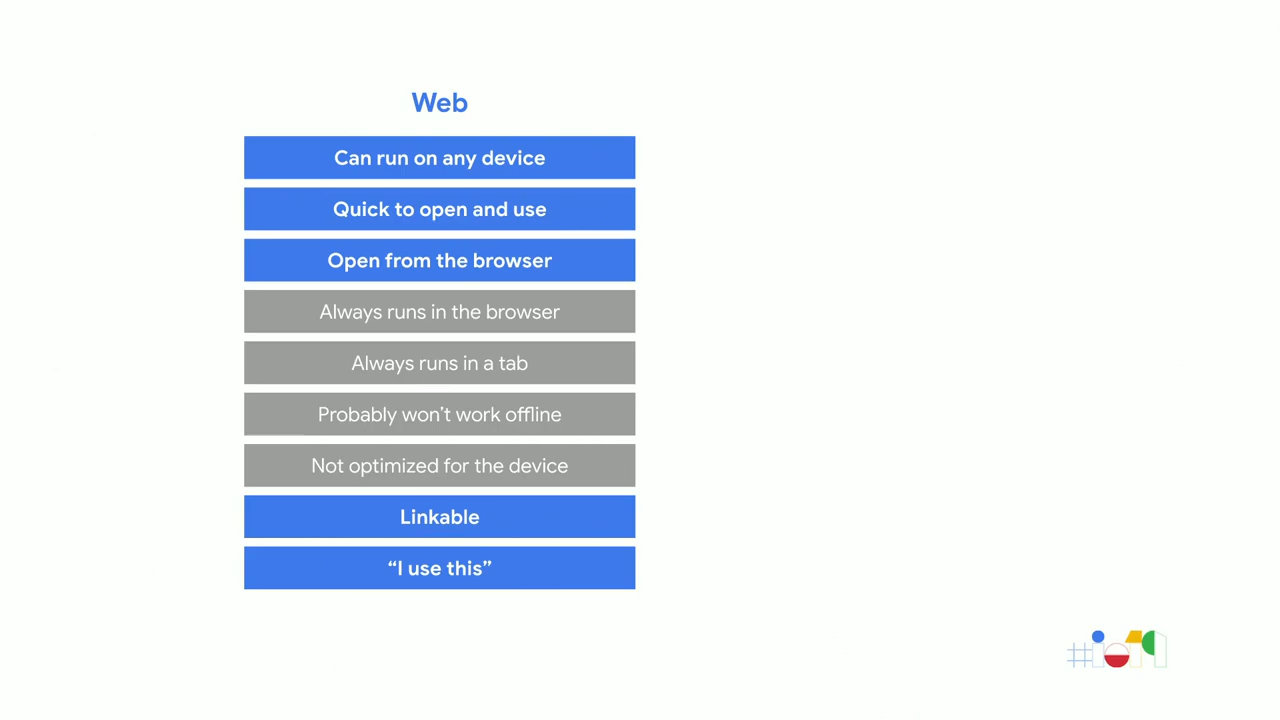 Web
Can run on any device
Quick to open and use
Open from the browser
Always runs in the browser
Always runs in a tab
Probably won’t work offline
Not optimized for the device
Linkable
“I use this”
#io19